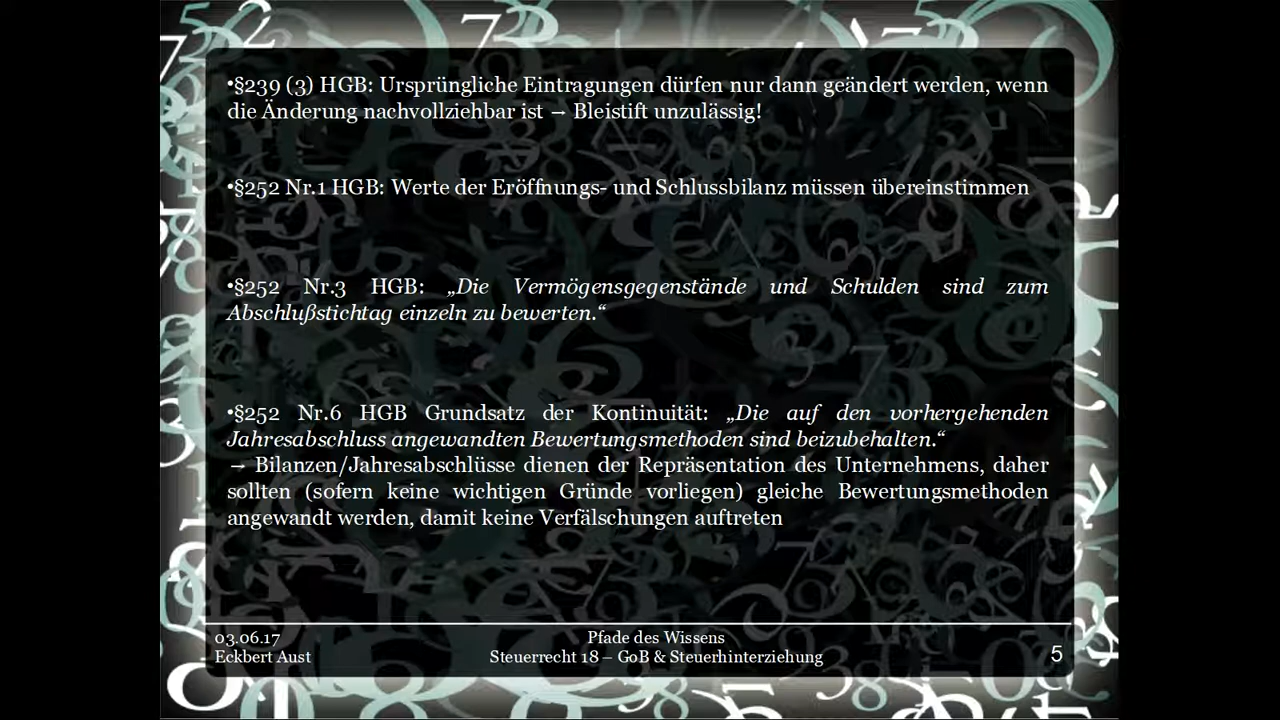 •§239 (3) HGB: Ursprüngliche Eintragungen dürfen nur dann geändert werden, wenn
die Änderung nachvollziehbar ist → Bleistift unzulässig!
•§252 Nr.1 HGB: Werte der Eröffnungs- und Schlussbilanz müssen übereinstimmen
•§252 Nr.3 HGB: „Die Vermögensgegenstände und Schulden sind zum
Abschlußstichtag einzeln zu bewerten.“
•§252 Nr.6 HGB Grundsatz der Kontinuität: „Die auf den vorhergehenden
Jahresabschluss angewandten Bewertungsmethoden sind beizubehalten.“
→ Bilanzen/Jahresabschlüsse dienen der Repräsentation des Unternehmens, daher
sollten (sofern keine wichtigen Gründe vorliegen) gleiche Bewertungsmethoden
angewandt werden, damit keine Verfälschungen auftreten
03.06.17
Eckbert Aust
Pfade des Wissens
Steuerrecht 18 – GoB & Steuerhinterziehung
5